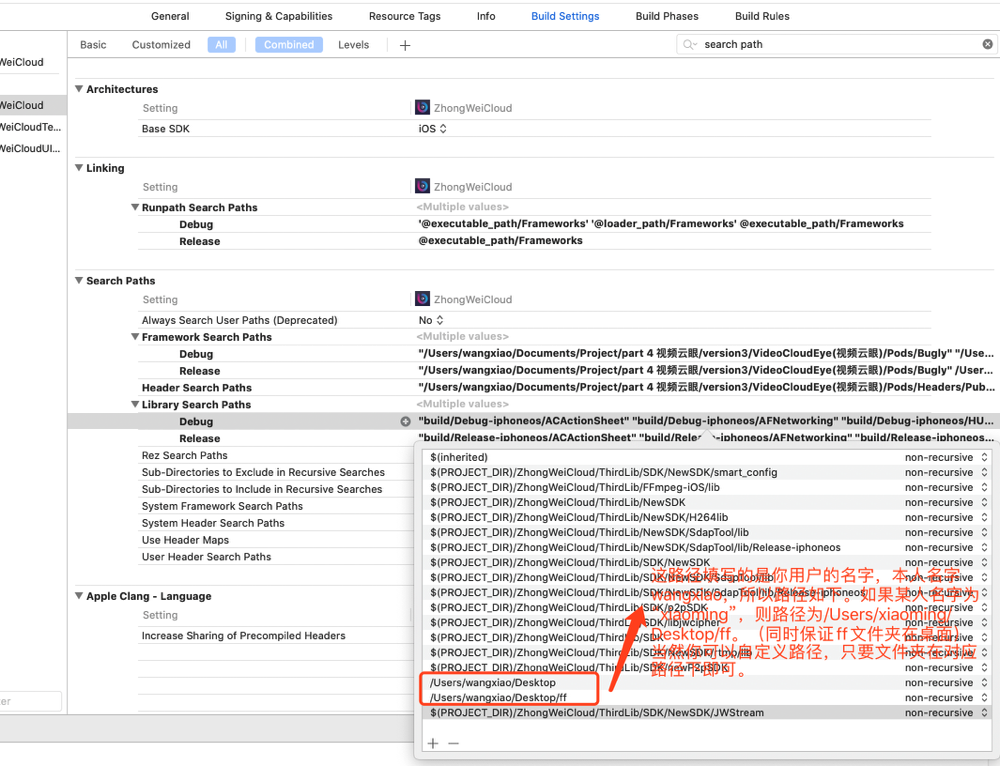 General Signing & Capabilities Resource Tags Info Build Settings Build Phases Build Rules
Basic Customized All Combined Levels + search path
WeiCloud
WeiCloud
WeiCloudTe...
WeiCloudUI...
Architectures
Setting ZhongWeiCloud
Base SDK iOS
Linking
Setting ZhongWeiCloud
Runpath Search Paths <Multiple values>
Debug '@executable_path/Frameworks' '@loader_path/Frameworks' @executable_path/Frameworks
Release @executable_path/Frameworks
Search Paths
Setting ZhongWeiCloud
Always Search User Paths (Deprecated) No
Framework Search Paths <Multiple values>
Debug "/Users/wangxiao/Documents/Project/part 4 视频云眼/version3/VideoCloudEye(视频云眼)/Pods/Bugly" "/Use...
Release "/Users/wangxiao/Documents/Project/part 4 视频云眼/version3/VideoCloudEye(视频云眼)/Pods/Bugly" /User...
Header Search Paths "/Users/wangxiao/Documents/Project/part 4 视频云眼/version3/VideoCloudEye(视频云眼)/Pods/Headers/Pub...
Library Search Paths <Multiple values>
Debug "build/Debug-iphoneos/ACActionSheet" "build/Debug-iphoneos/AFNetworking" "build/Debug-iphoneos/HU...
Release "build/Release-iphoneos/ACActionSheet" "build/Release-iphoneos/AFNetworking" "build/Release-iphoneos...
Rez Search Paths
Sub-Directories to Exclude in Recursive Searches
Sub-Directories to Include in Recursive Searches
System Framework Search Paths
System Header Search Paths
Use Header Maps
User Header Search Paths
Apple Clang - Language
Setting
Increase Sharing of Precompiled Headers
ter
$(inherited) non-recursive
$(PROJECT_DIR)/ZhongWeiCloud/ThirdLib/SDK/NewSDK/smart_config non-recursive
$(PROJECT_DIR)/ZhongWeiCloud/ThirdLib/FFmpeg-iOS/lib non-recursive
$(PROJECT_DIR)/ZhongWeiCloud/ThirdLib/NewSDK non-recursive
$(PROJECT_DIR)/ZhongWeiCloud/ThirdLib/NewSDK/H264lib non-recursive
$(PROJECT_DIR)/ZhongWeiCloud/ThirdLib/NewSDK/SdapTool/lib non-recursive
$(PROJECT_DIR)/ZhongWeiCloud/ThirdLib/NewSDK/SdapTool/lib/Release-iphoneos non-recursive
$(PROJECT_DIR)/ZhongWeiCloud/ThirdLib/SDK/NewSDK non-recursive
$(PROJECT_DIR)/ZhongWeiCloud/ThirdLib/SDK/NewSDK/SdapTool/lib non-recursive
$(PROJECT_DIR)/ZhongWeiCloud/ThirdLib/SDK/NewSDK/SdapTool/lib/Release-iphoneos non-recursive
$(PROJECT_DIR)/ZhongWeiCloud/ThirdLib/SDK/p2pSDK non-recursive
$(PROJECT_DIR)/ZhongWeiCloud/ThirdLib/SDK/libjwcipher non-recursive
$(PROJECT_DIR)/ZhongWeiCloud/ThirdLib/SDK non-recursive
$(PROJECT_DIR)/ZhongWeiCloud/ThirdLib/SDK/NewSDK/tmp/lib non-recursive
$(PROJECT_DIR)/ZhongWeiCloud/ThirdLib/SDK/newP2pSDK non-recursive
/Users/wangxiao/Desktop non-recursive
/Users/wangxiao/Desktop/ff non-recursive
$(PROJECT_DIR)/ZhongWeiCloud/ThirdLib/SDK/NewSDK/JWStream non-recursive
+ −
这路径填写的是你用户的名字，本人名字
wangxiao，所以路径如“”。如果某人名字为
“xiaoming”，则路径为/Users/xiaoming/
Desktop/ff。（同时保证ff文件夹在桌面）
当然你可以自定义路径，只要文件夹在对应
路径下即可。